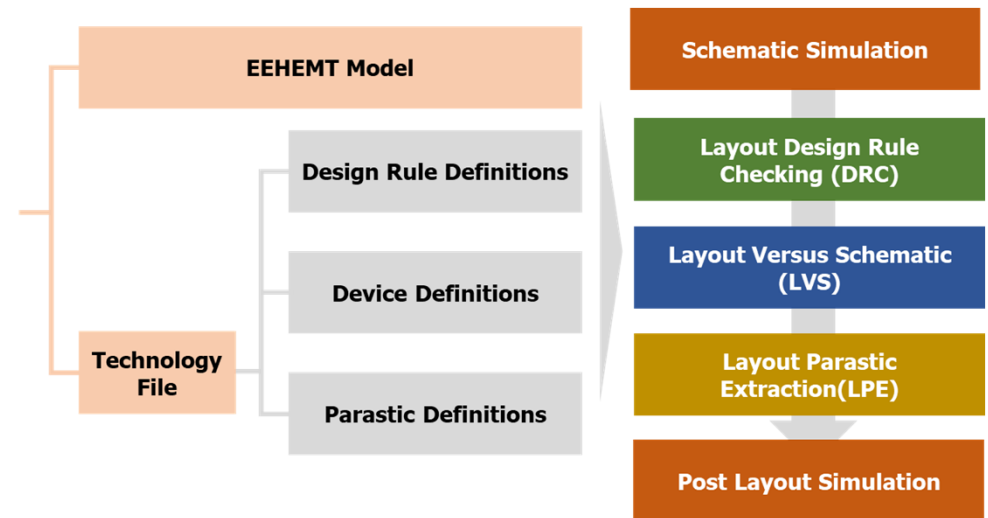 EEHEMT Model
Design Rule Definitions
Device Definitions
Technology
File
Parastic Definitions
Schematic Simulation
Layout Design Rule
Checking (DRC)
Layout Versus Schematic
(LVS)
Layout Parastic
Extraction(LPE)
Post Layout Simulation